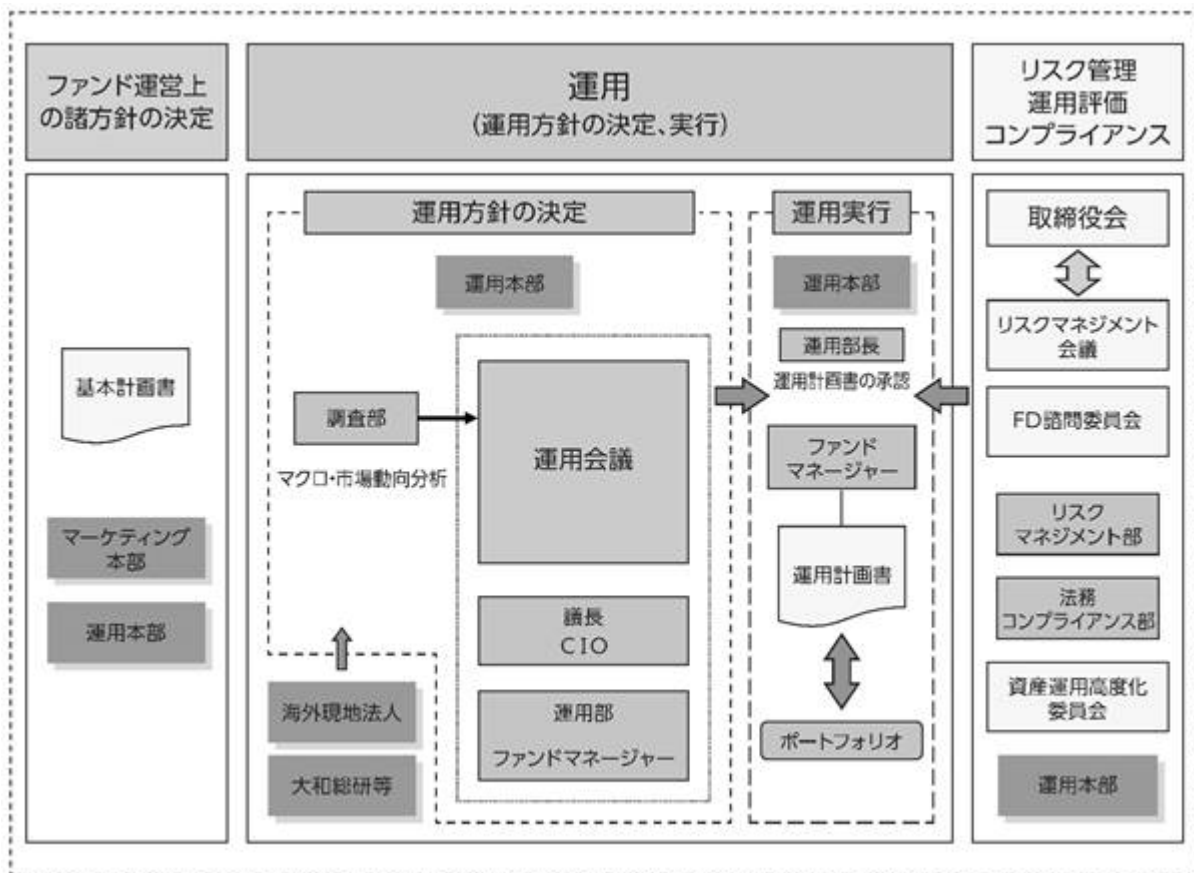 ファンド運営上
の諸方針の決定
運用
(運用方針の決定、実行)
リスク管理
運用評価
コンプライアンス
基本計画書
マーケティング
本部
運用本部
運用方針の決定
運用本部
調査部
マクロ・市場動向分析
運用会議
議長
CIO
運用部
ファンドマネージャー
海外現地法人
大和総研等
運用実行
運用本部
運用部長
運用計画書の承認
ファンド
マネージャー
運用計画書
ポートフォリオ
取締役会
リスクマネジメント
会議
FD諮問委員会
リスク
マネジメント部
法務
コンプライアンス部
資産運用高度化
委員会
運用本部